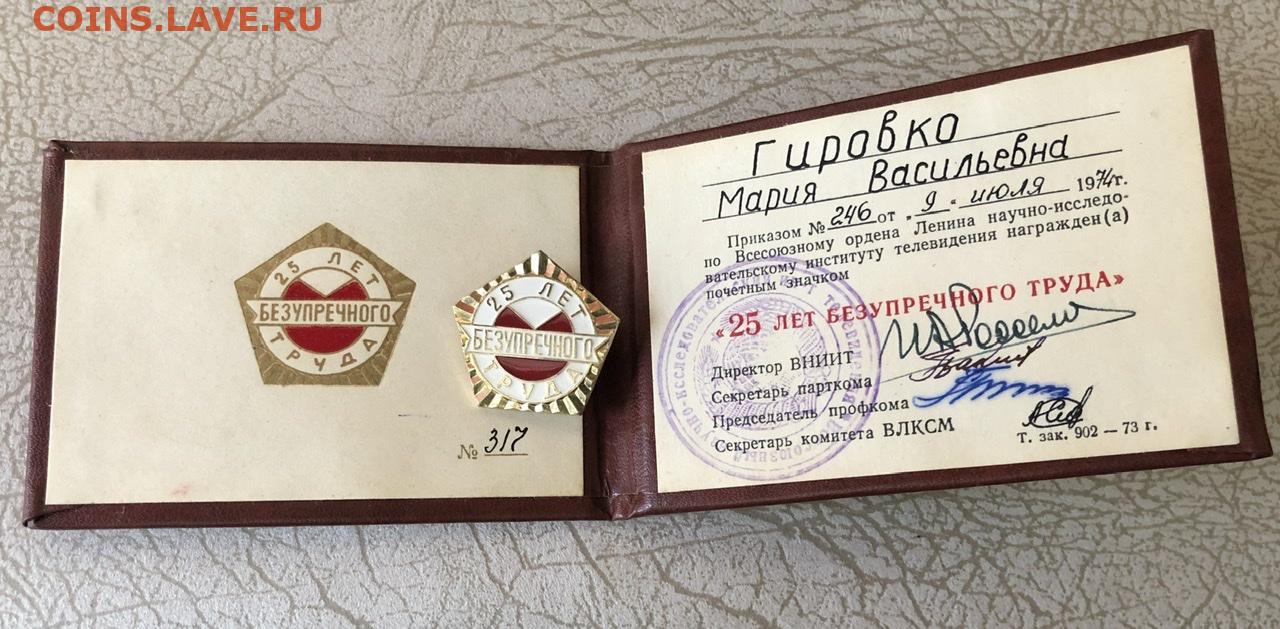 COINS.LAVE.RU
25 ЛЕТ
БЕЗУПРЕЧНОГО
ТРУДА
25 ЛЕТ
БЕЗУПРЕЧНОГО
ТРУДА
№ 317
Гировко
Мария Васильевна
Приказом № 246 от „ 9 “ июля 1974г.
по Всесоюзному ордена Ленина научно-исследо-
вательскому институту телевидения награжден(а)
почетным значком
«25 ЛЕТ БЕЗУПРЕЧНОГО ТРУДА»
Директор ВНИИТ
Секретарь парткома
Председатель профкома
Секретарь комитета ВЛКСМ
Т. зак. 902 — 73 г.